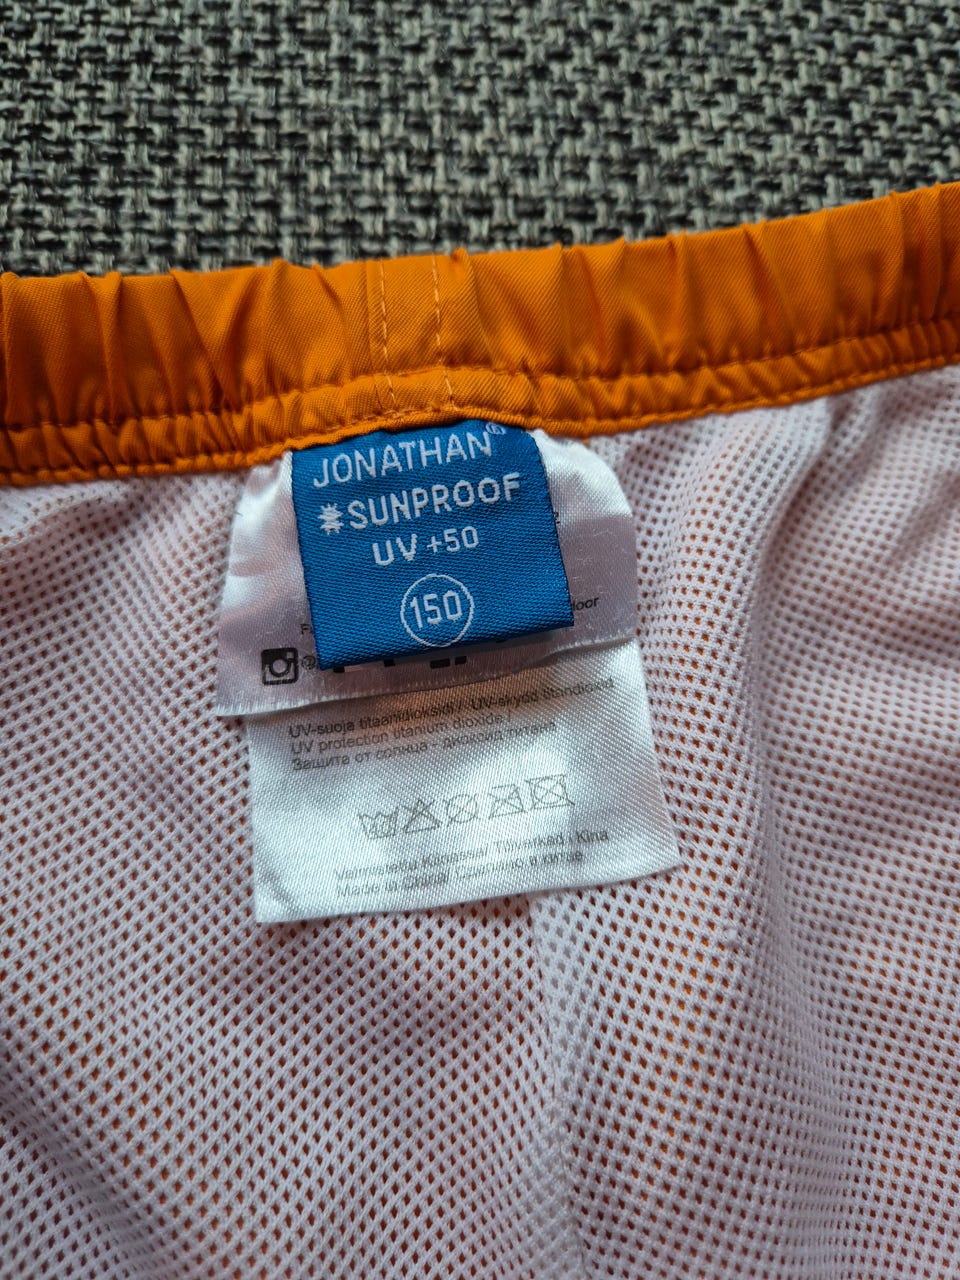 JONATHAN®
SUNPROOF
UV +50
150
UV-suoja titaanidioksidi / UV-skydd titandioxid
UV protection titanium dioxide /
Защита от солнца - диоксид титана
Valmistettu Kiinassa/ Tillverkad i Kina
Made in China/ Сделано в Китае